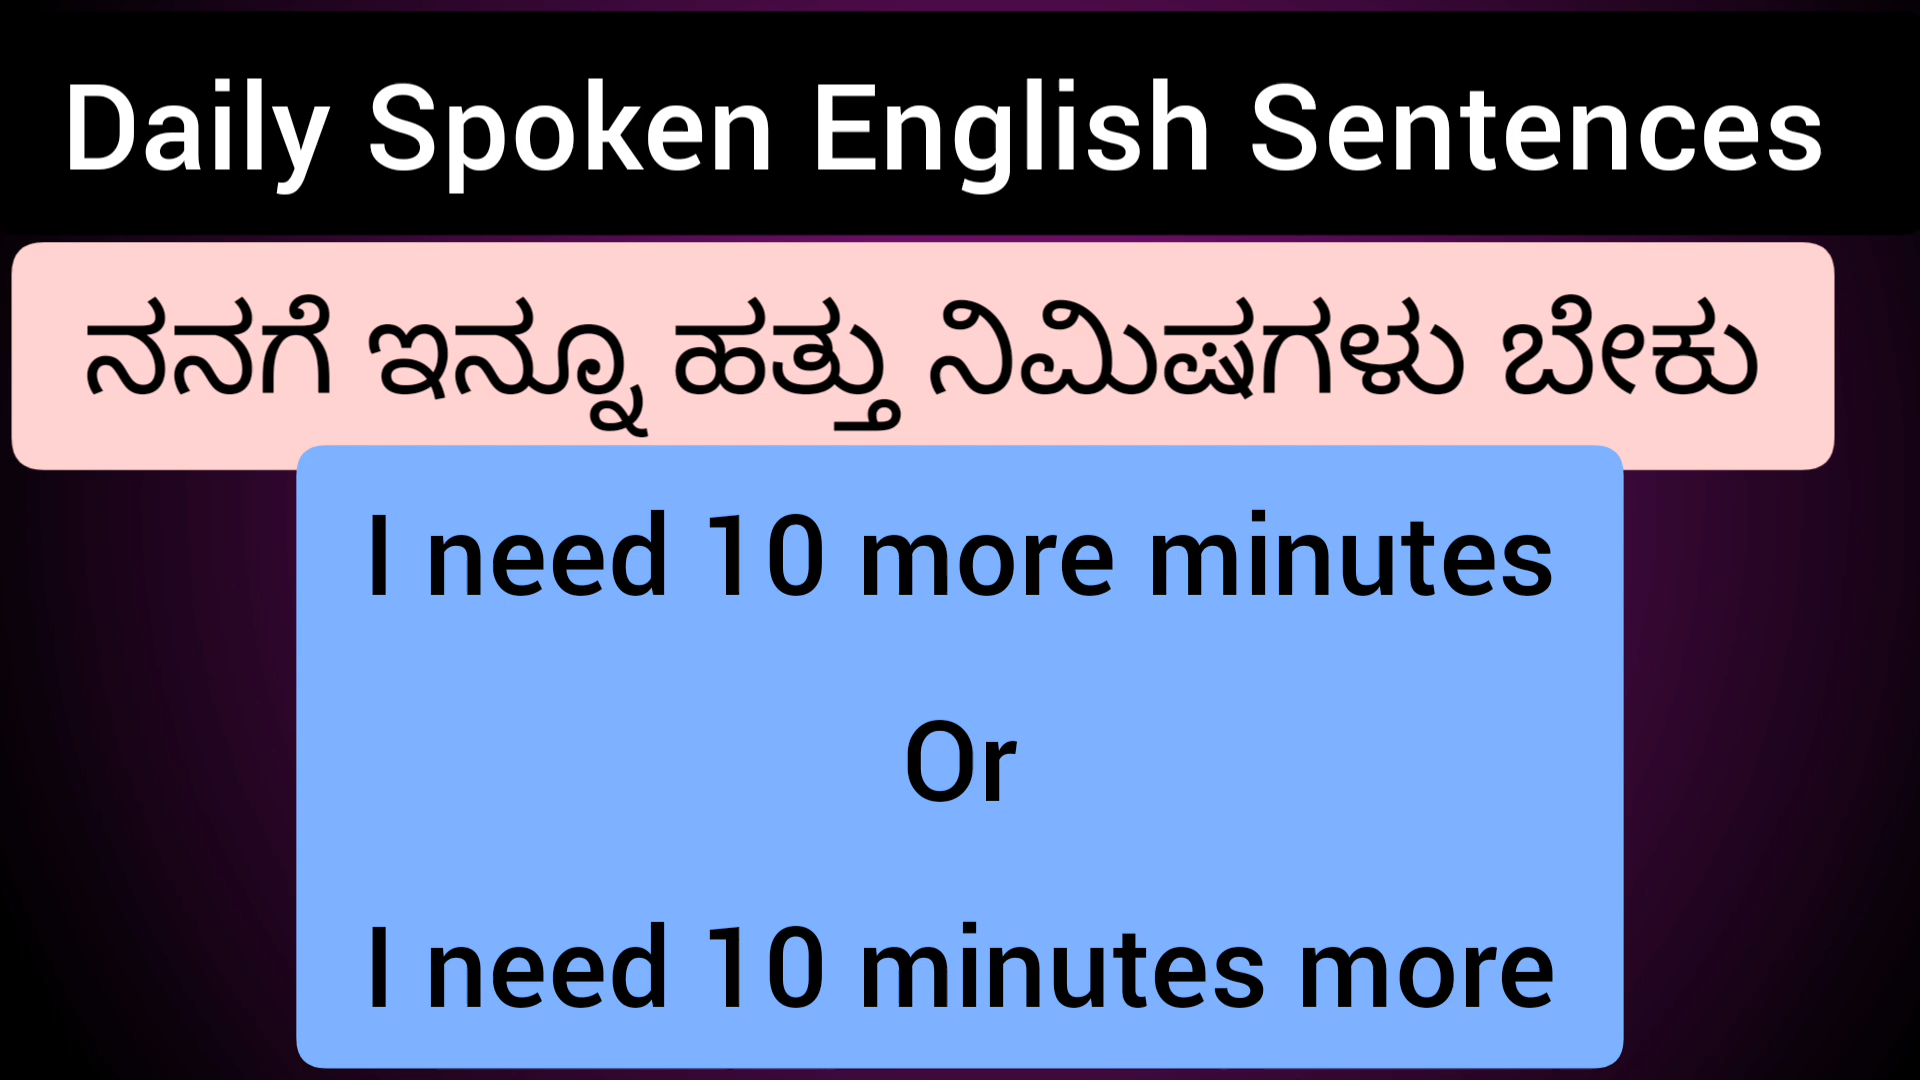 Daily Spoken English Sentences
ನನಗೆ ಇನ್ನೂ ಹತ್ತು ನಿಮಿಷಗಳು ಬೇಕು
I need 10 more minutes
Or
I need 10 minutes more